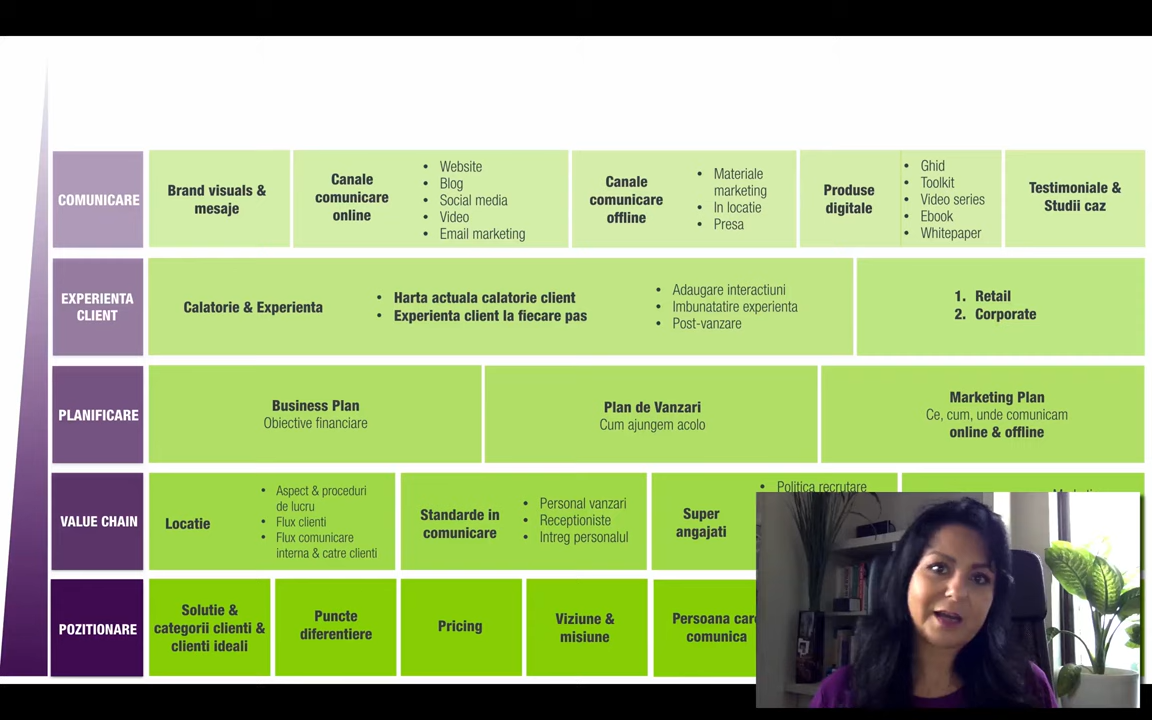 COMUNICARE
Brand visuals &
mesaje
Canale
comunicare
online
• Website
• Blog
• Social media
• Video
• Email marketing
Canale
comunicare
offline
• Materiale
marketing
• In locatie
• Presa
Produse
digitale
• Ghid
• Toolkit
• Video series
• Ebook
• Whitepaper
Testimoniale &
Studii caz
EXPERIENTA
CLIENT
Calatorie & Experienta
• Harta actuala calatorie client
• Experienta client la fiecare pas
• Adaugare interactiuni
• Imbunatatire experienta
• Post-vanzare
1. Retail
2. Corporate
PLANIFICARE
Business Plan
Obiective financiare
Plan de Vanzari
Cum ajungem acolo
Marketing Plan
Ce, cum, unde comunicam
online & offline
VALUE CHAIN
Locatie
• Aspect & proceduri
de lucru
• Flux clienti
• Flux comunicare
interna & catre clienti
Standarde in
comunicare
• Personal vanzari
• Receptioniste
• Intreg personalul
Super
angajati
• Politica recrutare
POZITIONARE
Solutie &
categorii clienti &
clienti ideali
Puncte
diferentiere
Pricing
Viziune &
misiune
Persoana care
comunica